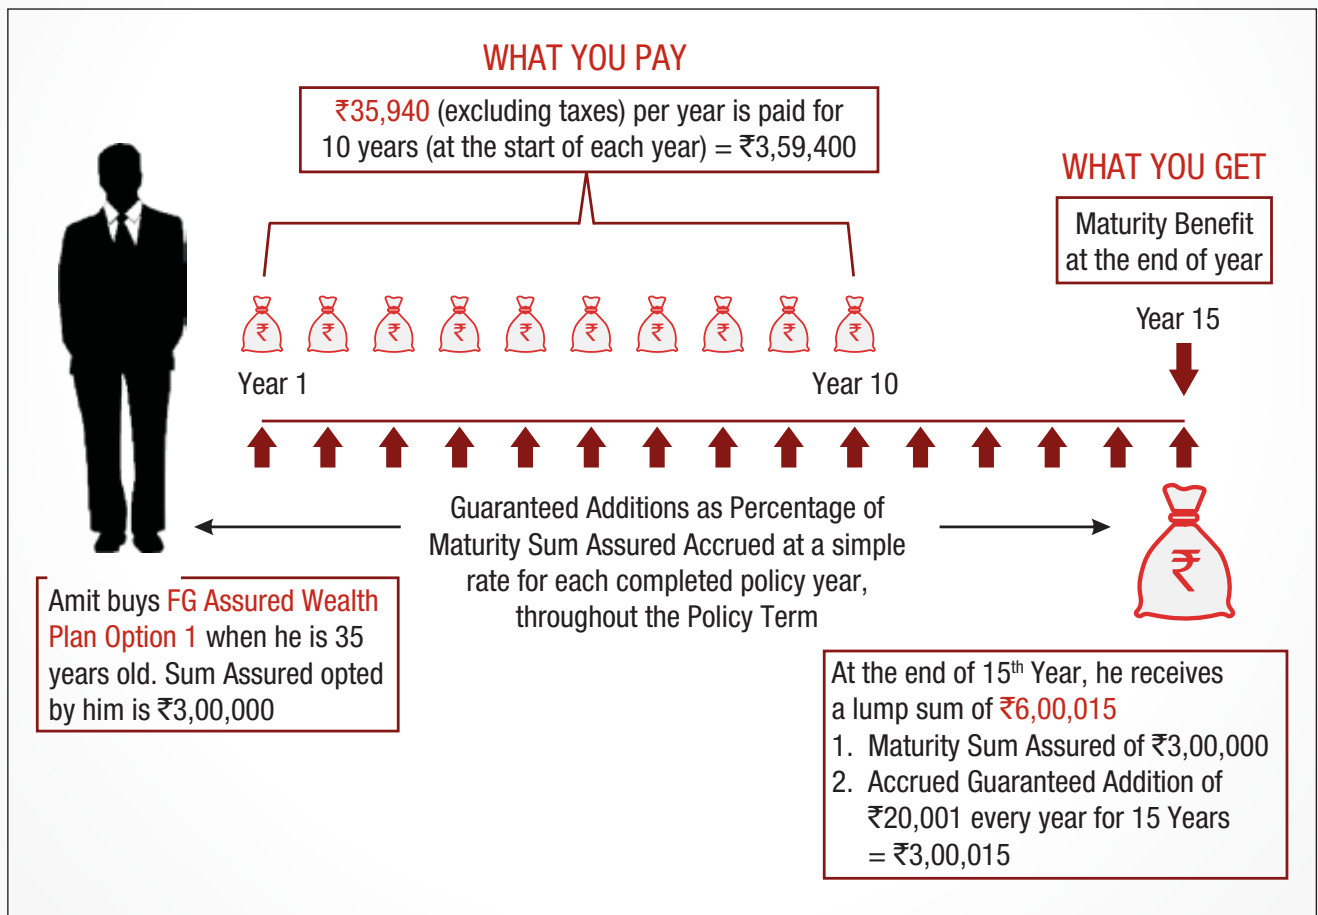 WHAT YOU PAY
₹35,940 (excluding taxes) per year is paid for
10 years (at the start of each year) = ₹3,59,400
WHAT YOU GET
Maturity Benefit
at the end of year
Year 15
₹ ₹ ₹ ₹ ₹ ₹ ₹ ₹ ₹ ₹
Year 1
Year 10
Guaranteed Additions as Percentage of
Maturity Sum Assured Accrued at a simple
rate for each completed policy year,
throughout the Policy Term
₹
Amit buys FG Assured Wealth
Plan Option 1 when he is 35
years old. Sum Assured opted
by him is ₹3,00,000
At the end of 15th Year, he receives
a lump sum of ₹6,00,015
1. Maturity Sum Assured of ₹3,00,000
2. Accrued Guaranteed Addition of
₹20,001 every year for 15 Years
= ₹3,00,015